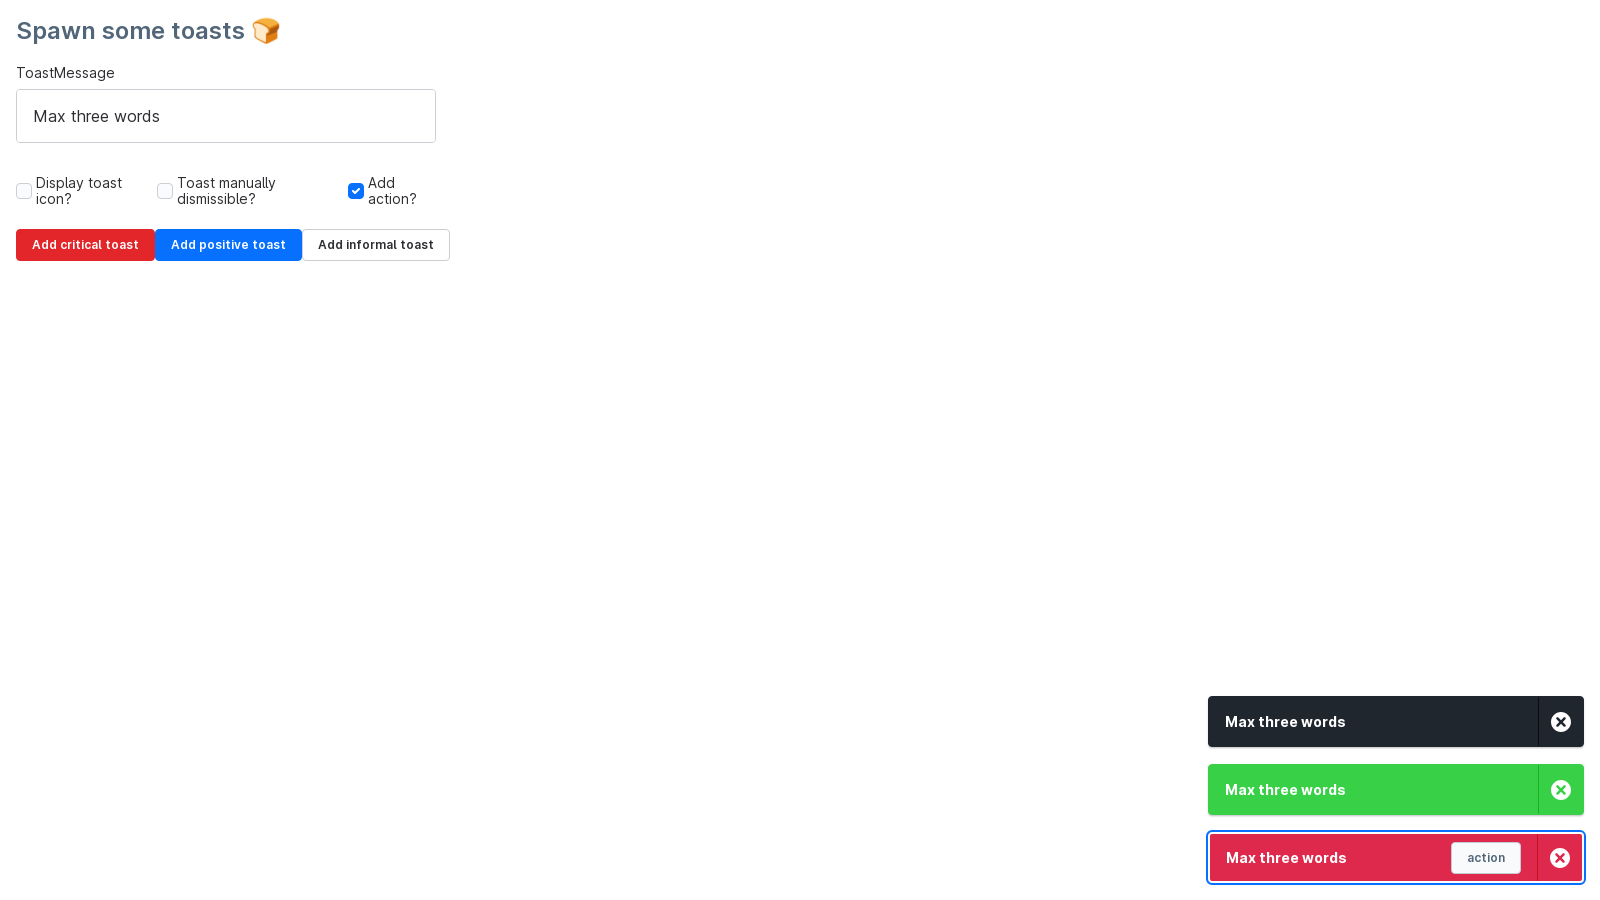 Spawn some toasts 🍞
ToastMessage
Max three words
Display toast
icon?
Toast manually
dismissible?
Add
action?
Add critical toast
Add positive toast
Add informal toast
Max three words
Max three words
Max three words
action